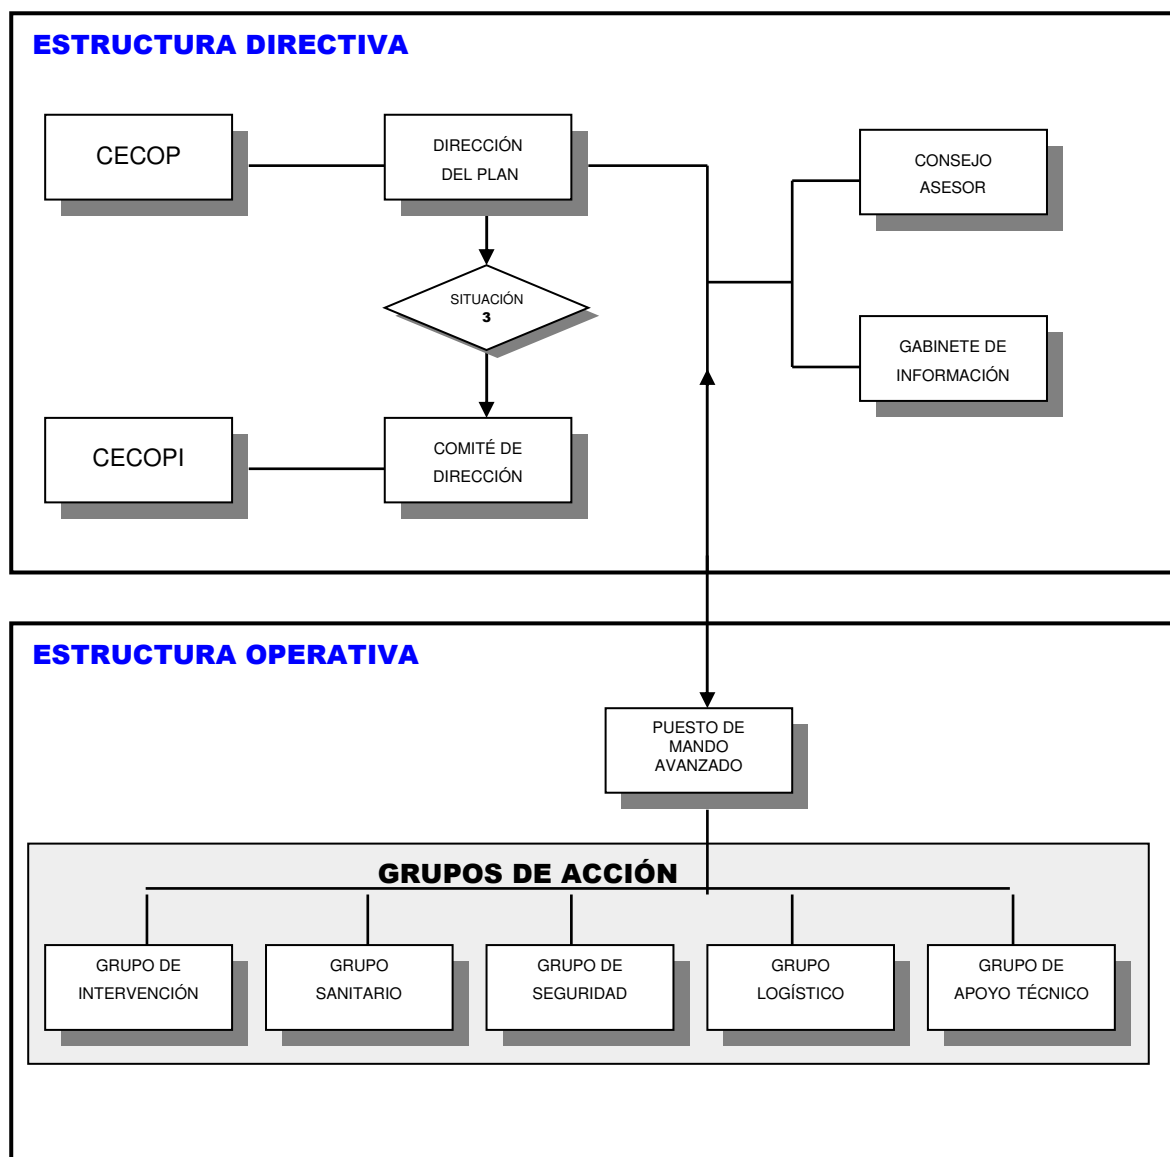 ESTRUCTURA DIRECTIVA
CECOP
DIRECCIÓN
DEL PLAN
CONSEJO
ASESOR
SITUACIÓN
3
GABINETE DE
INFORMACIÓN
CECOPI
COMITÉ DE
DIRECCIÓN
ESTRUCTURA OPERATIVA
PUESTO DE
MANDO
AVANZADO
GRUPOS DE ACCIÓN
GRUPO DE
INTERVENCIÓN
GRUPO
SANITARIO
GRUPO DE
SEGURIDAD
GRUPO
LOGÍSTICO
GRUPO DE
APOYO TÉCNICO